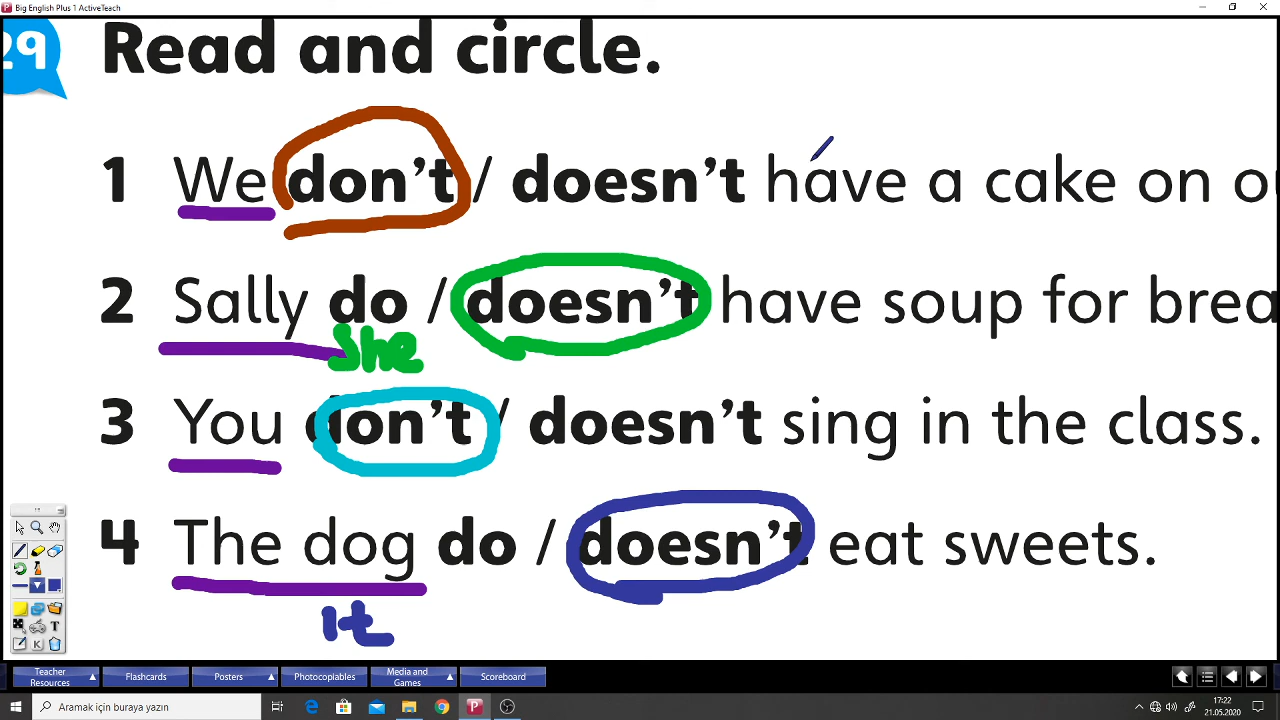 Big English Plus 1 ActiveTeach
29 Read and circle.
1 We don't / doesn't have a cake on
2 Sally do / doesn't have soup for
She
3 You don't / doesn't sing in the class.
4 The dog do / doesn't eat sweets.
It
Teacher Resources
Flashcards
Posters
Photocopiables
Media and Games
Scoreboard
Aramak için buraya yazın
17:22
21.05.2020